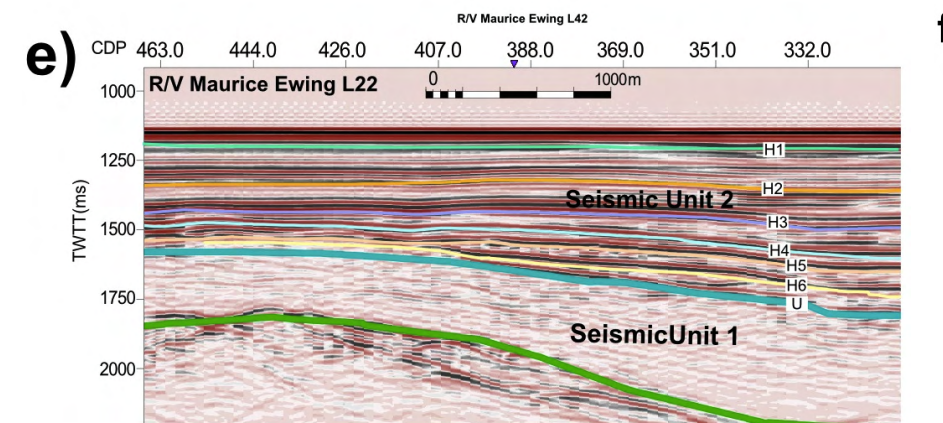 R/V Maurice Ewing L42
e)
CDP 463.0 444.0 426.0 407.0 388.0 369.0 351.0 332.0
R/V Maurice Ewing L22
0 1000m
1000
1250
1500
1750
2000
TWTT(ms)
H1
H2
Seismic Unit 2
H3
H4
H5
H6
U
SeismicUnit 1